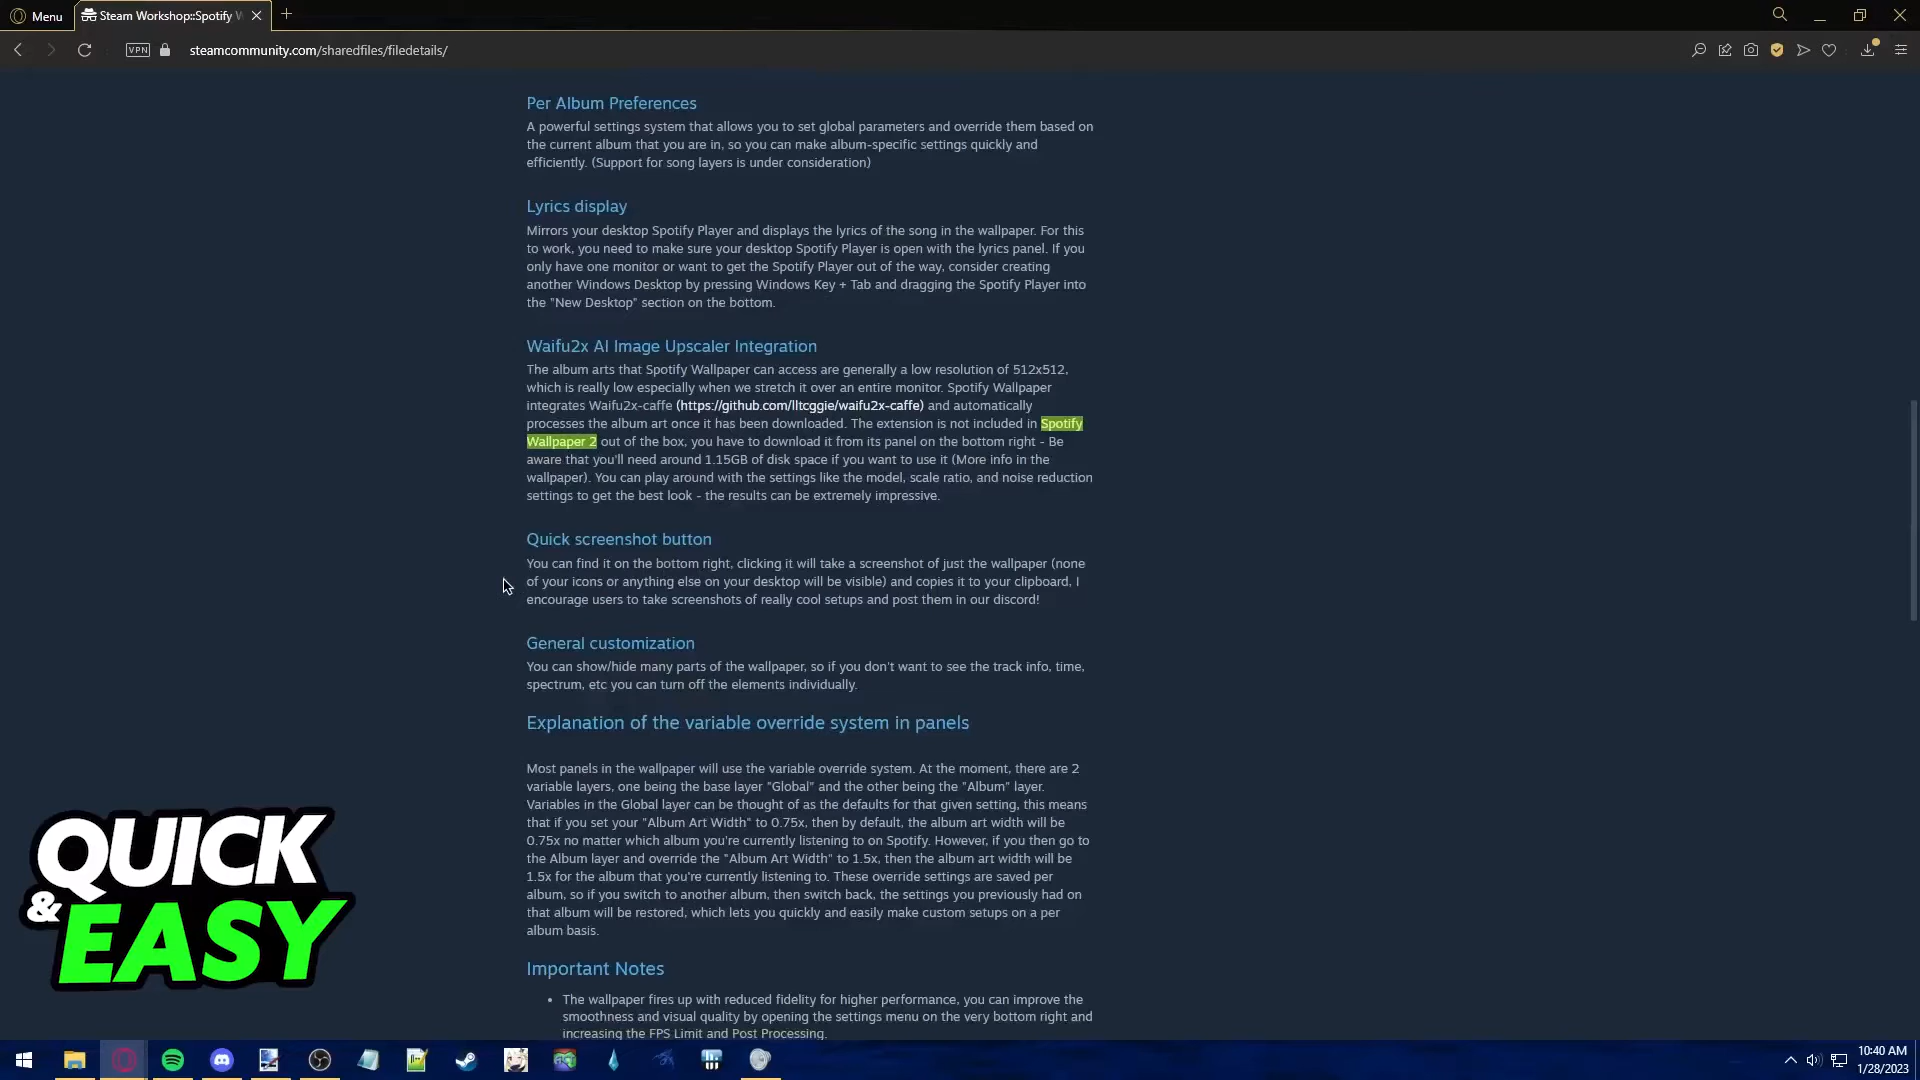 Menu
Steam Workshop::Spotify W
VPN
steamcommunity.com/sharedfiles/filedetails/
Per Album Preferences
A powerful settings system that allows you to set global parameters and override them based on
the current album that you are in, so you can make album-specific settings quickly and
efficiently. (Support for song layers is under consideration)
Lyrics display
Mirrors your desktop Spotify Player and displays the lyrics of the song in the wallpaper. For this
to work, you need to make sure your desktop Spotify Player is open with the lyrics panel. If you
only have one monitor or want to get the Spotify Player out of the way, consider creating
another Windows Desktop by pressing Windows Key + Tab and dragging the Spotify Player into
the "New Desktop" section on the bottom.
Waifu2x AI Image Upscaler Integration
The album arts that Spotify Wallpaper can access are generally a low resolution of 512x512,
which is really low especially when we stretch it over an entire monitor. Spotify Wallpaper
integrates Waifu2x-caffe (https://github.com/lltcggie/waifu2x-caffe) and automatically
processes the album art once it has been downloaded. The extension is not included in Spotify
Wallpaper 2 out of the box, you have to download it from its panel on the bottom right - Be
aware that you'll need around 1.15GB of disk space if you want to use it (More info in the
wallpaper). You can play around with the settings like the model, scale ratio, and noise reduction
settings to get the best look - the results can be extremely impressive.
Quick screenshot button
You can find it on the bottom right, clicking it will take a screenshot of just the wallpaper (none
of your icons or anything else on your desktop will be visible) and copies it to your clipboard, I
encourage users to take screenshots of really cool setups and post them in our discord!
General customization
You can show/hide many parts of the wallpaper, so if you don't want to see the track info, time,
spectrum, etc you can turn off the elements individually.
Explanation of the variable override system in panels
Most panels in the wallpaper will use the variable override system. At the moment, there are 2
variable layers, one being the base layer "Global" and the other being the "Album" layer.
Variables in the Global layer can be thought of as the defaults for that given setting, this means
that if you set your "Album Art Width" to 0.75x, then by default, the album art width will be
0.75x no matter which album you're currently listening to on Spotify. However, if you then go to
the Album layer and override the "Album Art Width" to 1.5x, then the album art width will be
1.5x for the album that you're currently listening to. These override settings are saved per
album, so if you switch to another album, then switch back, the settings you previously had on
that album will be restored, which lets you quickly and easily make custom setups on a per
album basis.
Important Notes
• The wallpaper fires up with reduced fidelity for higher performance, you can improve the
smoothness and visual quality by opening the settings menu on the very bottom right and
increasing the FPS Limit and Post Processing.
QUICK
&
EASY
10:40 AM
1/28/2023